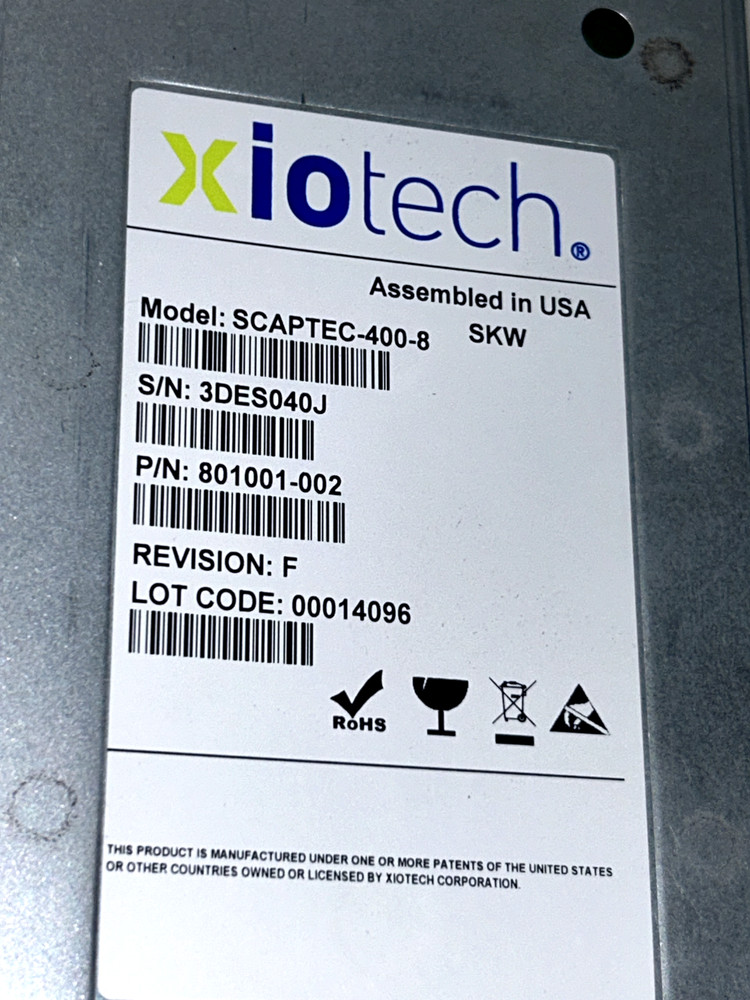 xiotech®
Assembled in USA
Model: SCAPTEC-400-8 SKW
S/N: 3DES040J
P/N: 801001-002
REVISION: F
LOT CODE: 00014096
RoHS
THIS PRODUCT IS MANUFACTURED UNDER ONE OR MORE PATENTS OF THE UNITED STATES
OR OTHER COUNTRIES OWNED OR LICENSED BY XIOTECH CORPORATION.